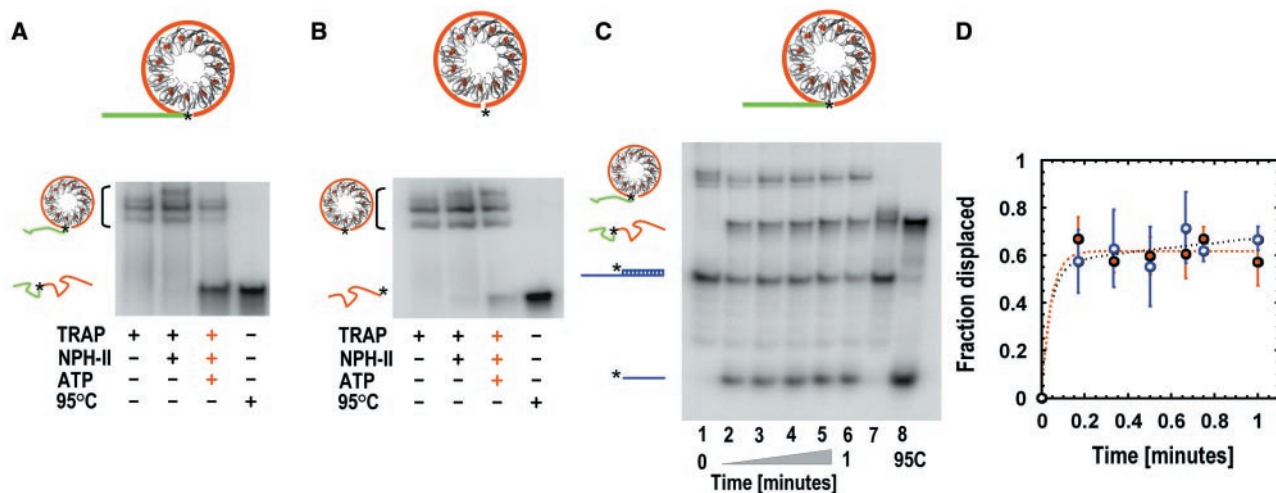 A
B
C
D
*
*
*
*
*
*
*
*
*
TRAP + + + −
NPH-II − + + −
ATP − − + −
95°C − − − +
TRAP + + + −
NPH-II − + + −
ATP − − + −
95°C − − − +
1 2 3 4 5 6 7 8
0 1 95C
Time [minutes]
Fraction displaced
1
0.8
0.6
0.4
0.2
0
0 0.2 0.4 0.6 0.8 1
Time [minutes]